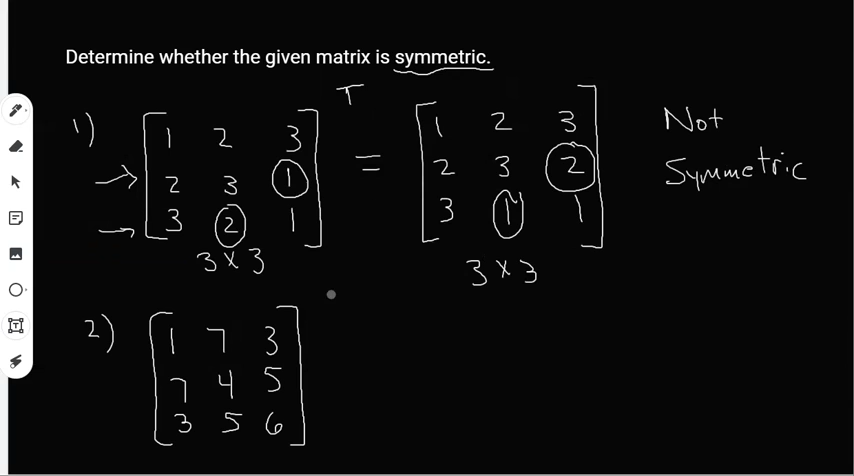 Determine whether the given matrix is symmetric.
1) [1 2 3 ]ᵀ = [1 2 3] Not
→ [2 3 1] [2 3 2] Symmetric
→ [3 2 1] [3 1 1]
3 × 3 3 × 3
2) [1 7 3]
[7 4 5]
[3 5 6]
T